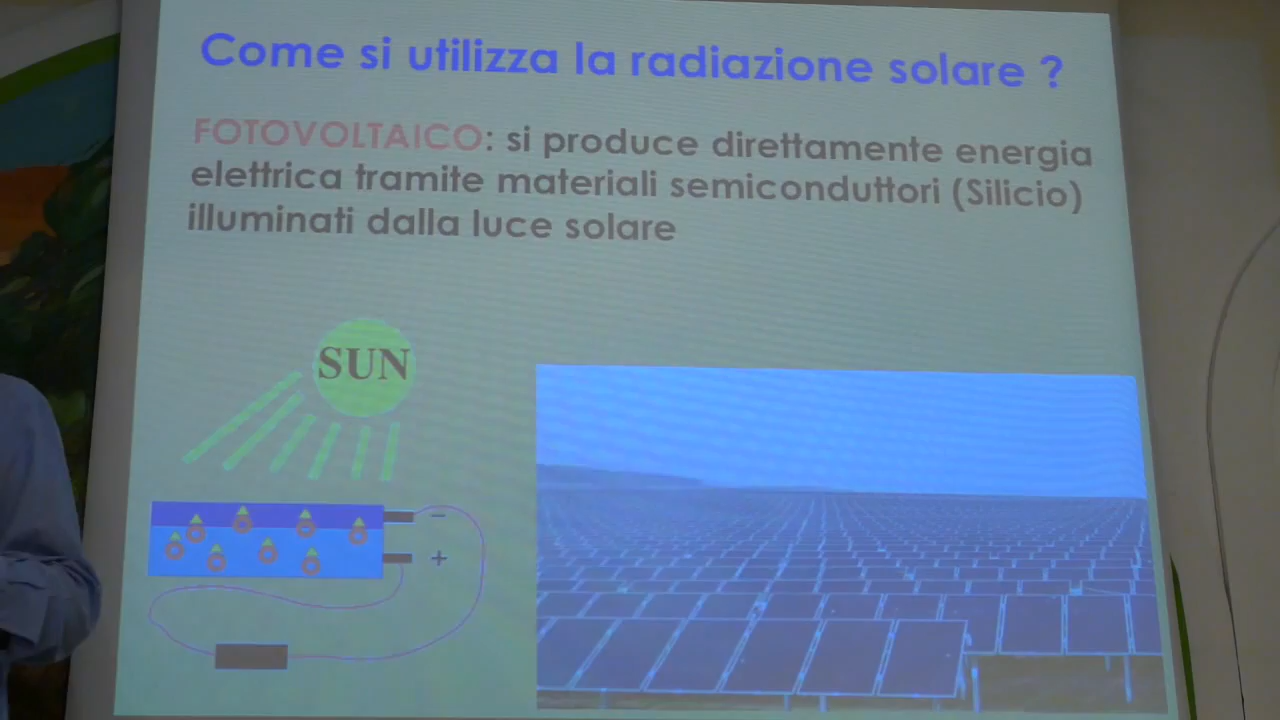 Come si utilizza la radiazione solare ?
FOTOVOLTAICO: si produce direttamente energia
elettrica tramite materiali semiconduttori (Silicio)
illuminati dalla luce solare
SUN
−
+